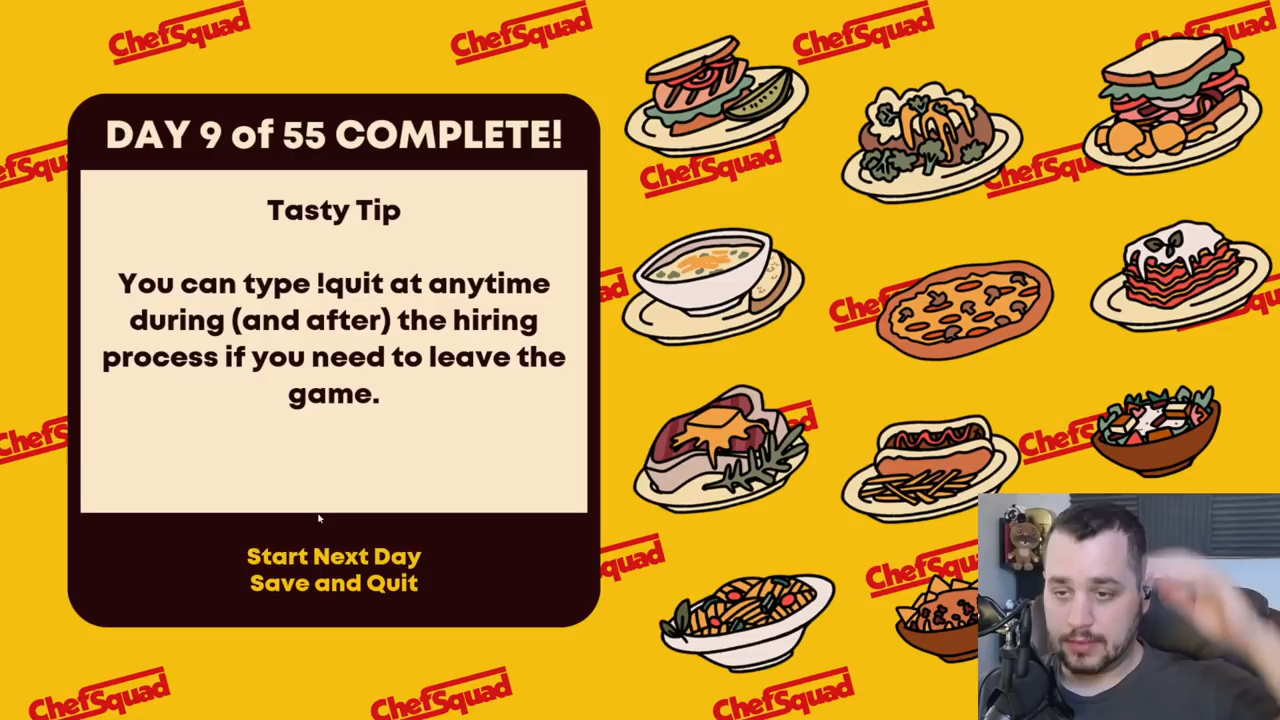 ChefSquad
ChefSquad
ChefSquad
ChefSquad
DAY 9 of 55 COMPLETE!
ChefSquad
ChefSquad
Tasty Tip
You can type !quit at anytime
during (and after) the hiring
process if you need to leave the
game.
Start Next Day
Save and Quit
ChefSquad
ChefSquad
ChefSquad
ChefSquad